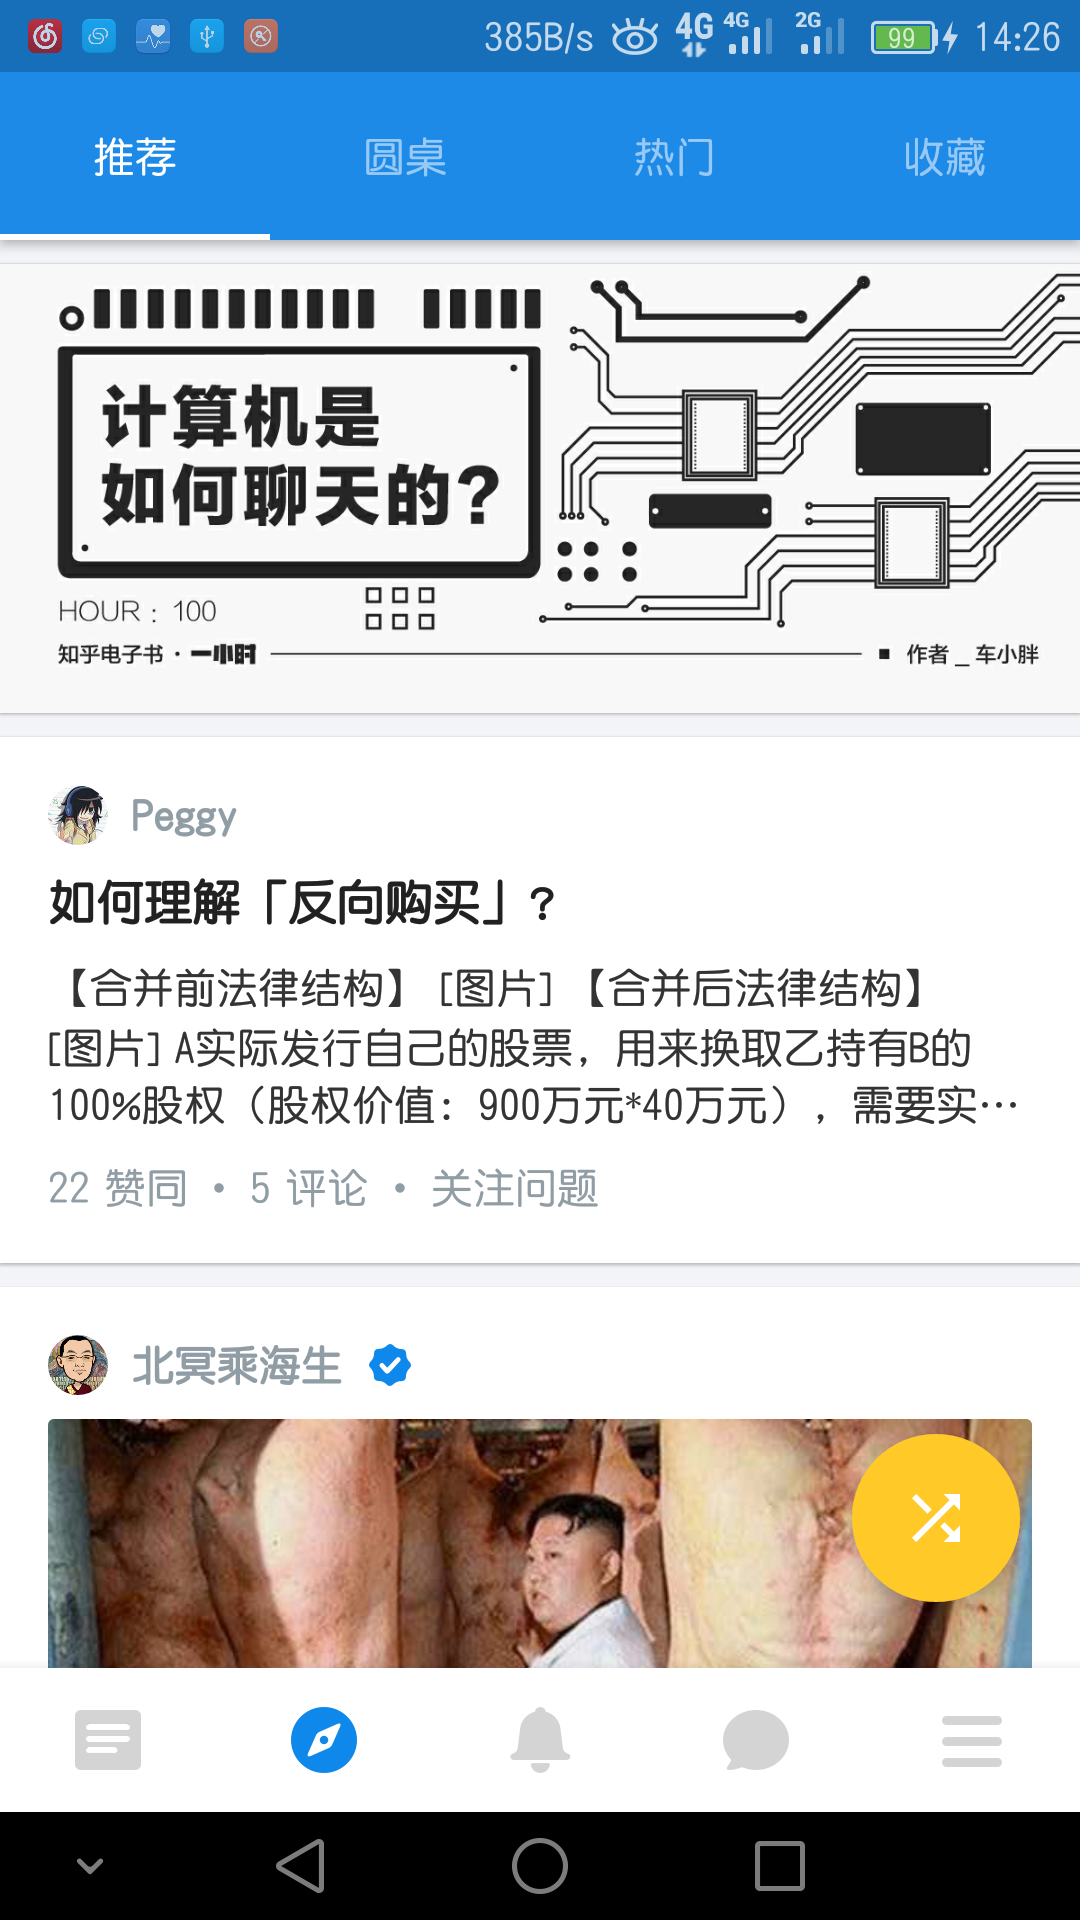 385B/s 4G 4G 2G 99 14:26
推荐 圆桌 热门 收藏
计算机是
如何聊天的?
HOUR : 100
知乎电子书 · 一小时 ■ 作者 _ 车小胖
Peggy
如何理解「反向购买」?
【合并前法律结构】 [图片] 【合并后法律结构】
[图片] A实际发行自己的股票，用来换取乙持有B的
100%股权（股权价值：900万元*40万元），需要实…
22 赞同 • 5 评论 • 关注问题
北冥乘海生